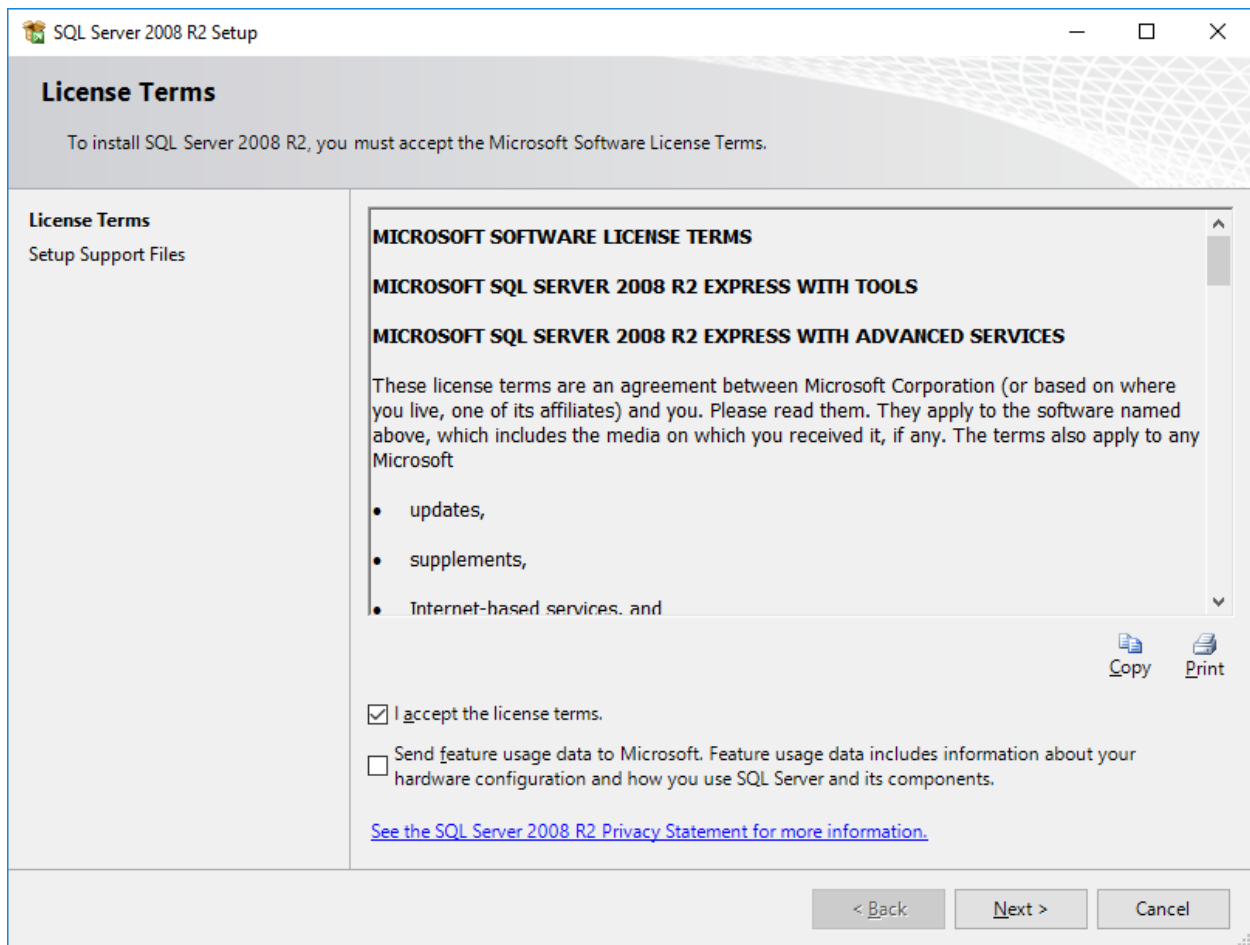 SQL Server 2008 R2 Setup
License Terms
To install SQL Server 2008 R2, you must accept the Microsoft Software License Terms.
License Terms
Setup Support Files
MICROSOFT SOFTWARE LICENSE TERMS
MICROSOFT SQL SERVER 2008 R2 EXPRESS WITH TOOLS
MICROSOFT SQL SERVER 2008 R2 EXPRESS WITH ADVANCED SERVICES
These license terms are an agreement between Microsoft Corporation (or based on where
you live, one of its affiliates) and you. Please read them. They apply to the software named
above, which includes the media on which you received it, if any. The terms also apply to any
Microsoft
• updates,
• supplements,
• Internet-based services, and
Copy
Print
I accept the license terms.
Send feature usage data to Microsoft. Feature usage data includes information about your
hardware configuration and how you use SQL Server and its components.
See the SQL Server 2008 R2 Privacy Statement for more information.
< Back
Next >
Cancel